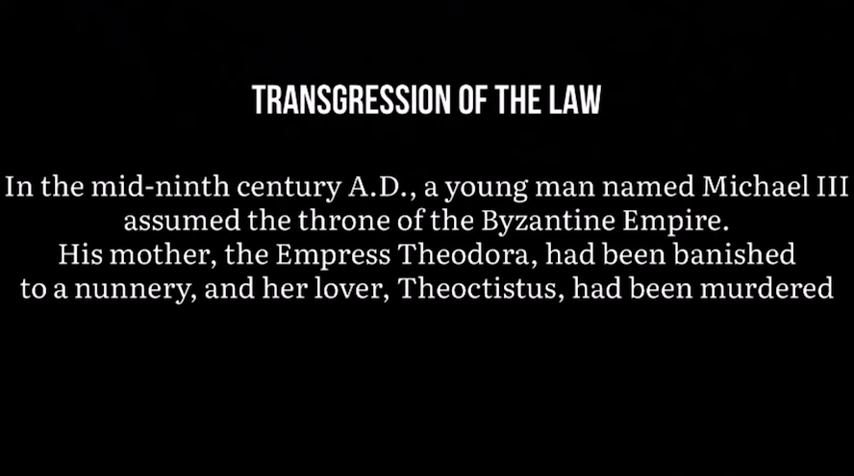 TRANSGRESSION OF THE LAW
In the mid-ninth century A.D., a young man named Michael III
assumed the throne of the Byzantine Empire.
His mother, the Empress Theodora, had been banished
to a nunnery, and her lover, Theoctistus, had been murdered